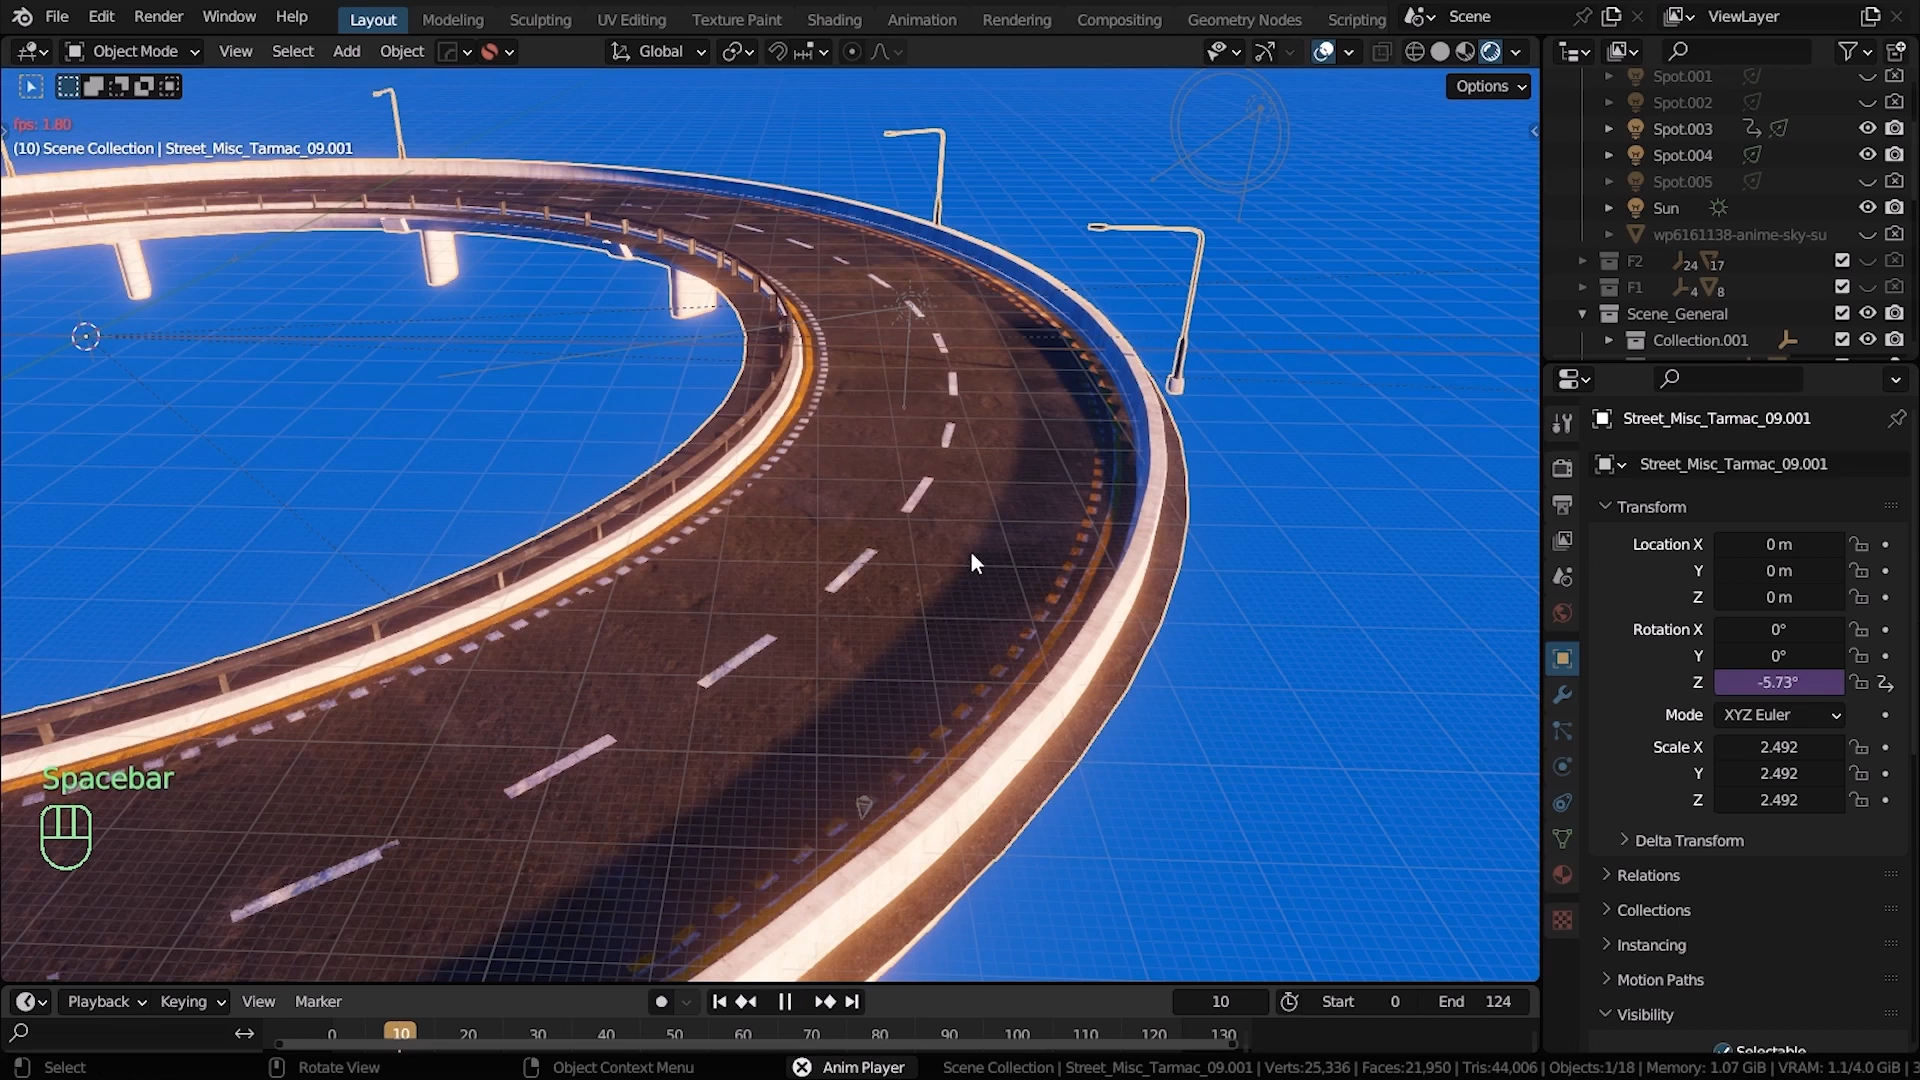 File Edit Render Window Help Layout Modeling Sculpting UV Editing Texture Paint Shading Animation Rendering Compositing Geometry Nodes Scripting Scene ViewLayer
Object Mode View Select Add Object Global
Options
fps: 1.80
(10) Scene Collection | Street_Misc_Tarmac_09.001
Spot.001
Spot.002
Spot.003
Spot.004
Spot.005
Sun
wp6161138-anime-sky-su
F2 24 17
F1 4 8
Scene_General
Collection.001
Street_Misc_Tarmac_09.001
Street_Misc_Tarmac_09.001
Transform
Location X 0 m
Y 0 m
Z 0 m
Rotation X 0°
Y 0°
Z -5.73°
Mode XYZ Euler
Scale X 2.492
Y 2.492
Z 2.492
Delta Transform
Relations
Collections
Instancing
Motion Paths
Visibility
Selectable
Spacebar
Playback Keying View Marker 10 Start 0 End 124
0 10 20 30 40 50 60 70 80 90 100 110 120 130
Select Rotate View Object Context Menu Anim Player Scene Collection | Street_Misc_Tarmac_09.001 | Verts:25,336 | Faces:21,950 | Tris:44,006 | Objects:1/18 | Memory: 1.07 GiB | VRAM: 1.1/4.0 GiB | 3